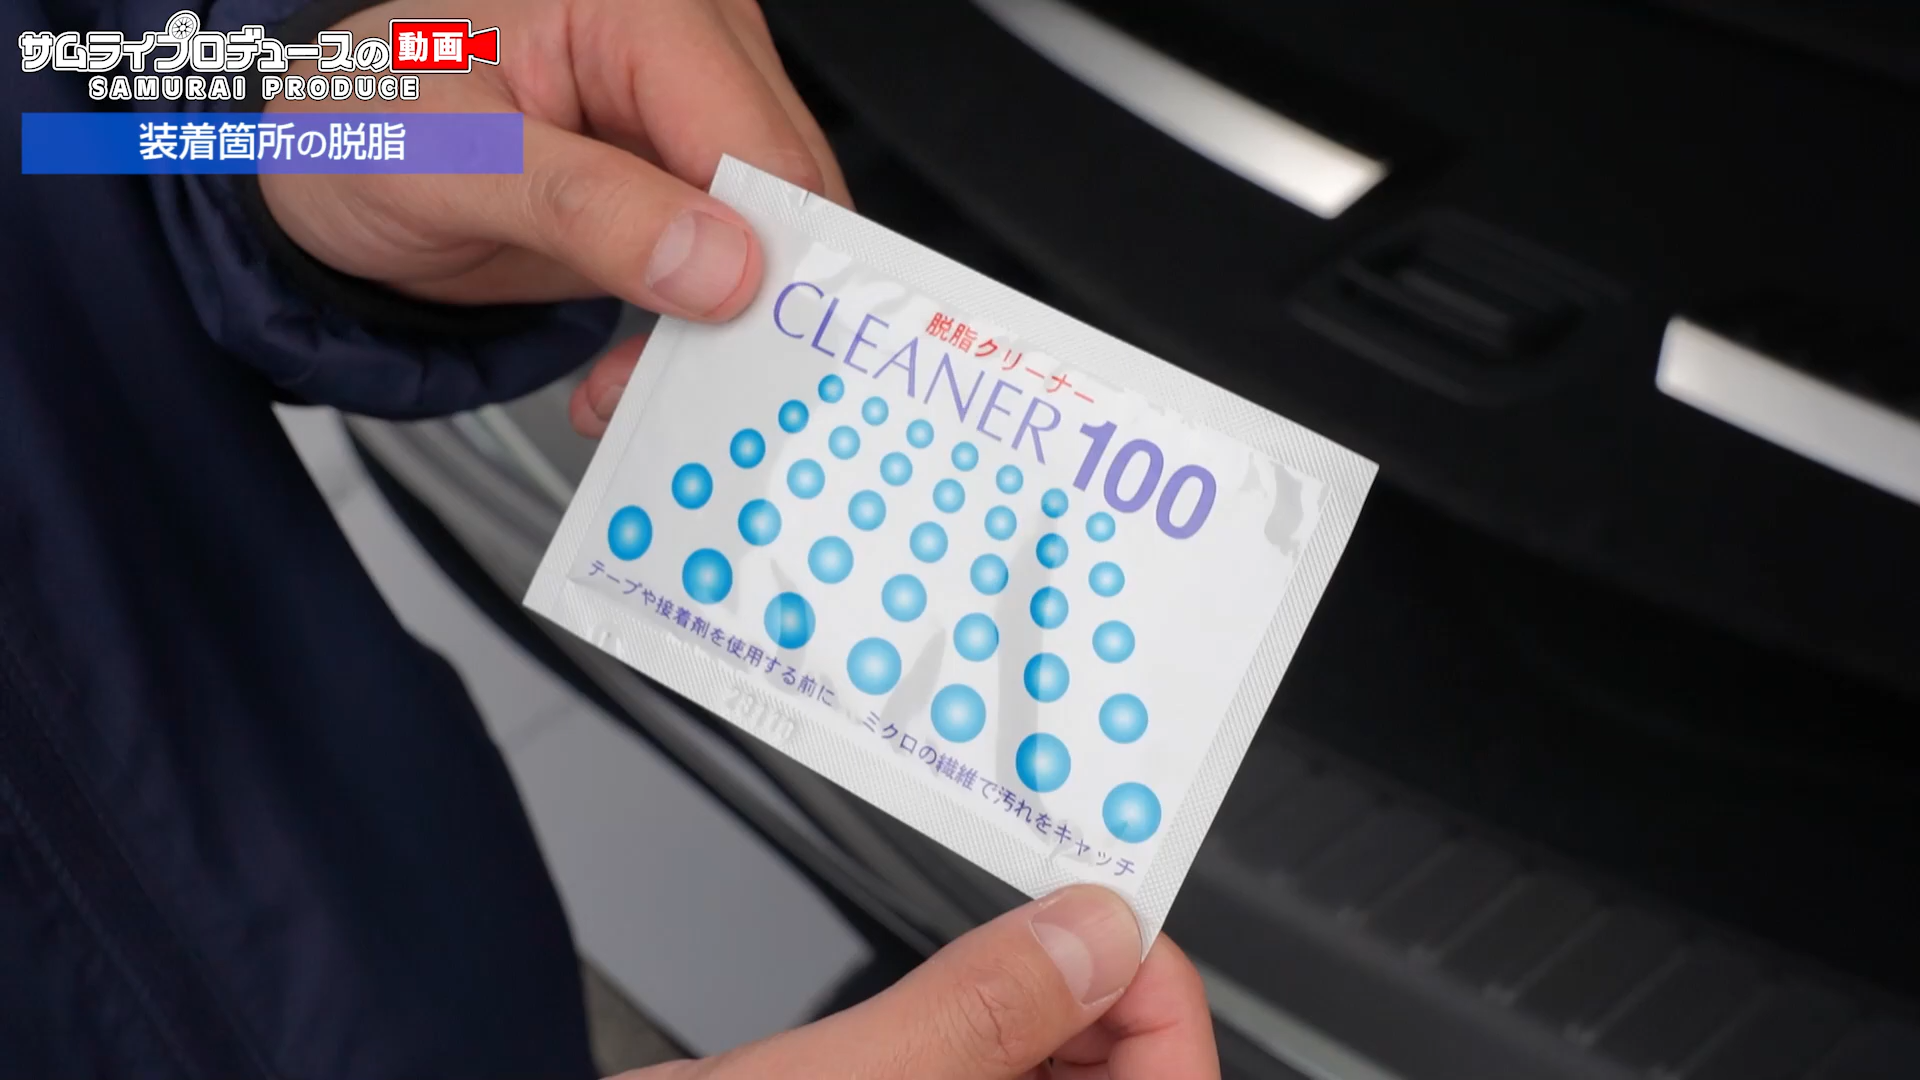 サムライプロデュースの動画
SAMURAI PRODUCE
装着箇所の脱脂
脱脂クリーナー
CLEANER 100
テープや接着剤を使用する前に ミクロの繊維で汚れをキャッチ